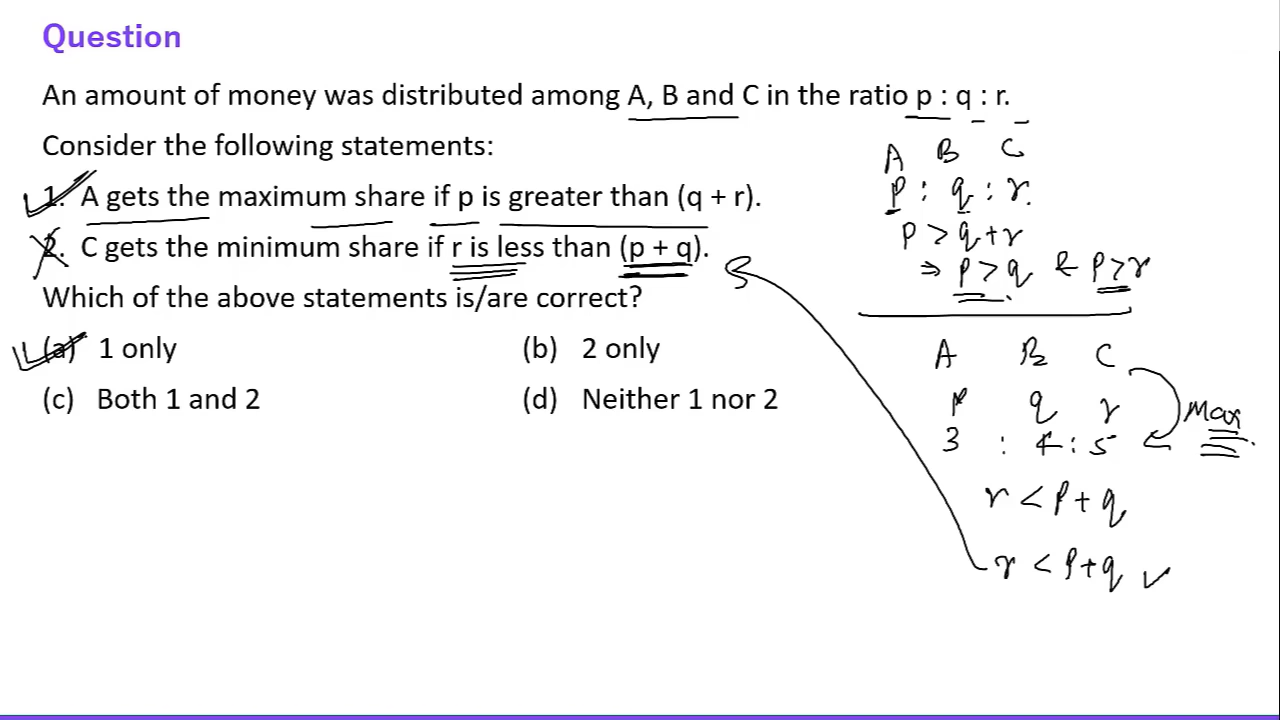 Question
An amount of money was distributed among A, B and C in the ratio p : q : r.
Consider the following statements:
1. A gets the maximum share if p is greater than (q + r).
2. C gets the minimum share if r is less than (p + q).
Which of the above statements is/are correct?
(a) 1 only
(b) 2 only
(c) Both 1 and 2
(d) Neither 1 nor 2
A B C
p : q : r.
p > q+r
⇒ p > q & p > r
A B C
p q r
3 : 4 : 5
Max
r < p + q
r < p+q ✓